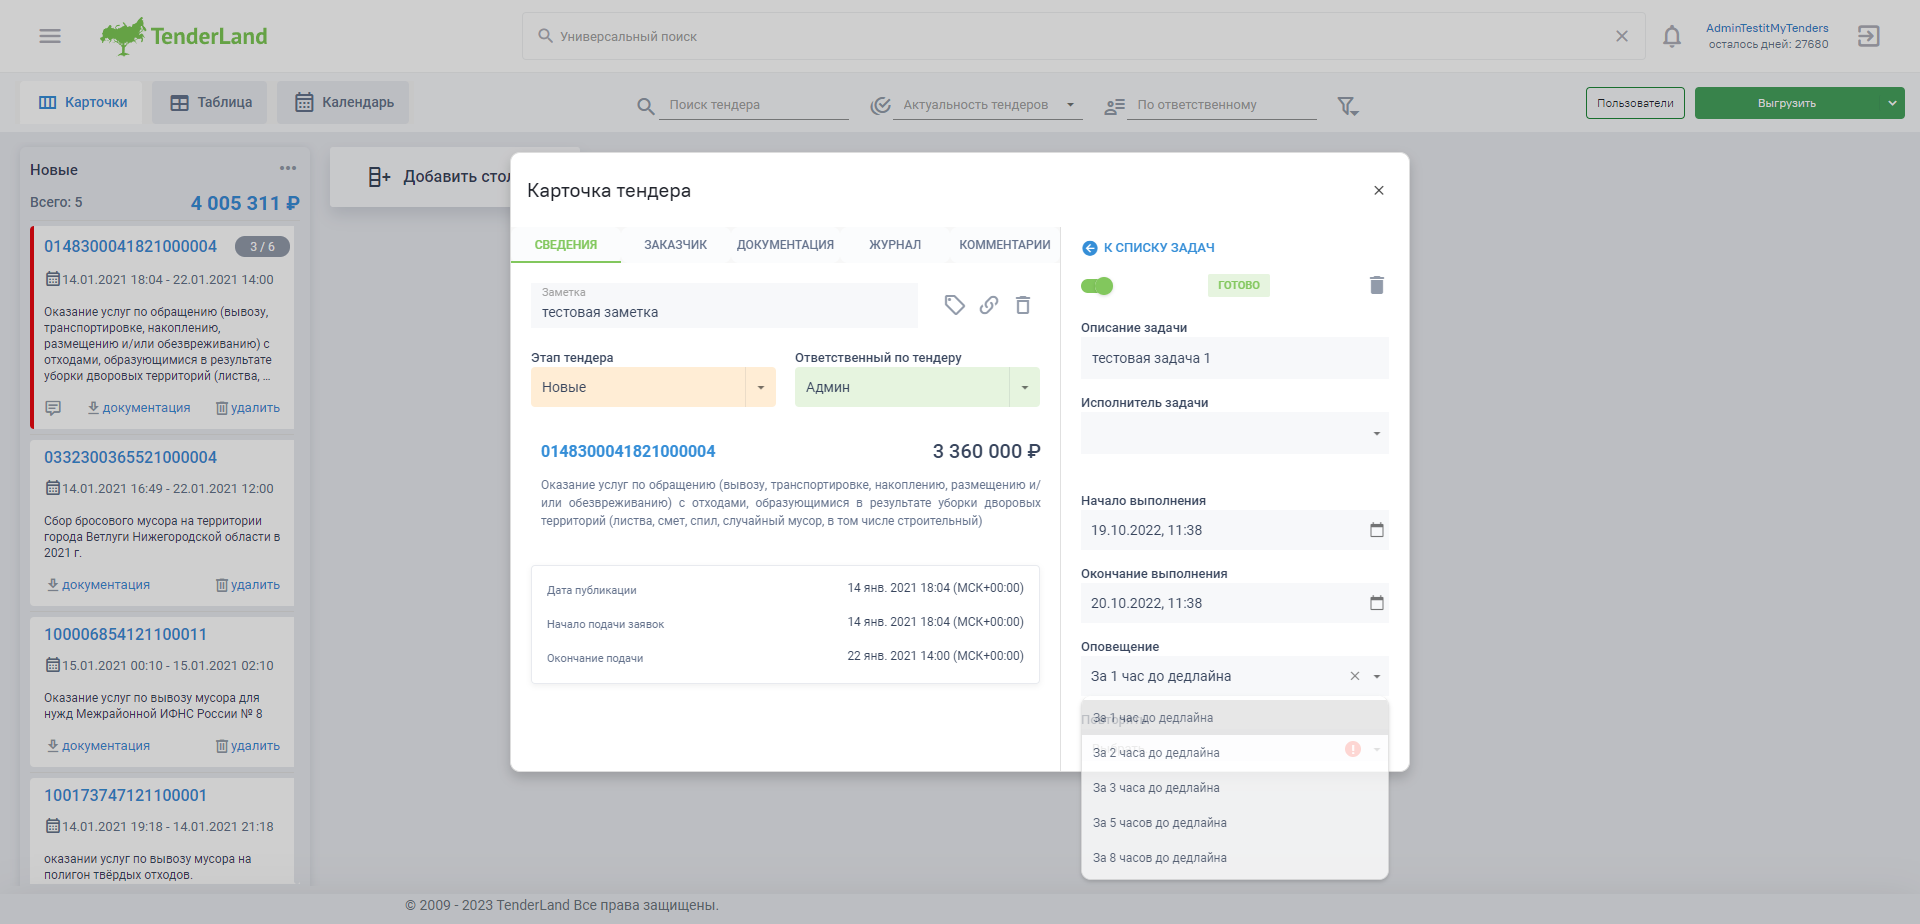 TenderLand
Универсальный поиск
AdminTestitMyTenders
осталось дней: 27680
Карточки
Таблица
Календарь
Поиск тендера
Актуальность тендеров
По ответственному
Пользователи
Выгрузить
Новые
Всего: 5
4 005 311 ₽
0148300041821000004
3 / 6
14.01.2021 18:04 - 22.01.2021 14:00
Оказание услуг по обращению (вывозу,
транспортировке, накоплению,
размещению и/или обезвреживанию) с
отходами, образующимися в результате
уборки дворовых территорий (листва, ...
документация
удалить
0332300365521000004
14.01.2021 16:49 - 22.01.2021 12:00
Сбор бросового мусора на территории
города Ветлуги Нижегородской области в
2021 г.
документация
удалить
100006854121100011
15.01.2021 00:10 - 15.01.2021 02:10
Оказание услуг по вывозу мусора для
нужд Межрайонной ИФНС России № 8
документация
удалить
100173747121100001
14.01.2021 19:18 - 14.01.2021 21:18
оказании услуг по вывозу мусора на
полигон твёрдых отходов.
Добавить стол
Карточка тендера
СВЕДЕНИЯ
ЗАКАЗЧИК
ДОКУМЕНТАЦИЯ
ЖУРНАЛ
КОММЕНТАРИИ
Заметка
тестовая заметка
Этап тендера
Ответственный по тендеру
Новые
Админ
0148300041821000004
3 360 000 ₽
Оказание услуг по обращению (вывозу, транспортировке, накоплению, размещению и/
или обезвреживанию) с отходами, образующимися в результате уборки дворовых
территорий (листва, смет, спил, случайный мусор, в том числе строительный)
Дата публикации
14 янв. 2021 18:04 (МСК+00:00)
Начало подачи заявок
14 янв. 2021 18:04 (МСК+00:00)
Окончание подачи
22 янв. 2021 14:00 (МСК+00:00)
К СПИСКУ ЗАДАЧ
ГОТОВО
Описание задачи
тестовая задача 1
Исполнитель задачи
Начало выполнения
19.10.2022, 11:38
Окончание выполнения
20.10.2022, 11:38
Оповещение
За 1 час до дедлайна
За 1 час до дедлайна
За 2 часа до дедлайна
За 3 часа до дедлайна
За 5 часов до дедлайна
За 8 часов до дедлайна
© 2009 - 2023 TenderLand Все права защищены.